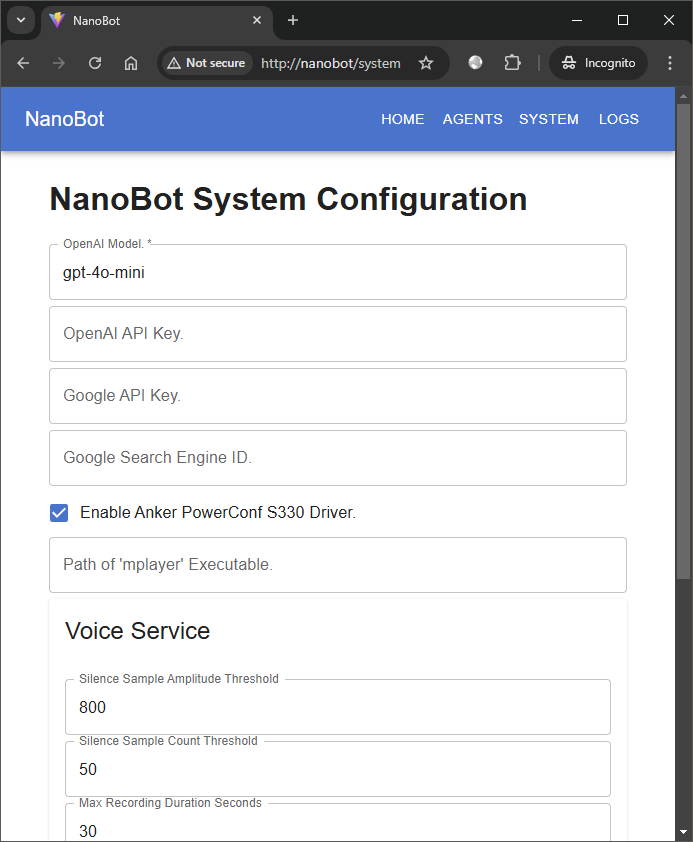 NanoBot
Not secure
http://nanobot/system
Incognito
NanoBot
HOME
AGENTS
SYSTEM
LOGS
NanoBot System Configuration
OpenAI Model. *
gpt-4o-mini
OpenAI API Key.
Google API Key.
Google Search Engine ID.
Enable Anker PowerConf S330 Driver.
Path of 'mplayer' Executable.
Voice Service
Silence Sample Amplitude Threshold
800
Silence Sample Count Threshold
50
Max Recording Duration Seconds
30